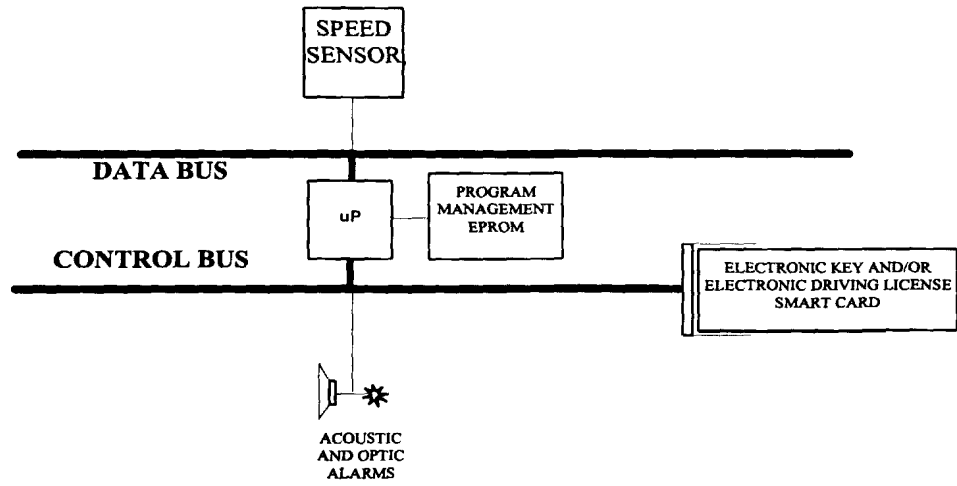 SPEED
SENSOR
DATA BUS
uP
PROGRAM
MANAGEMENT
EPROM
CONTROL BUS
ELECTRONIC KEY AND/OR
ELECTRONIC DRIVING LICENSE
SMART CARD
ACOUSTIC
AND OPTIC
ALARMS